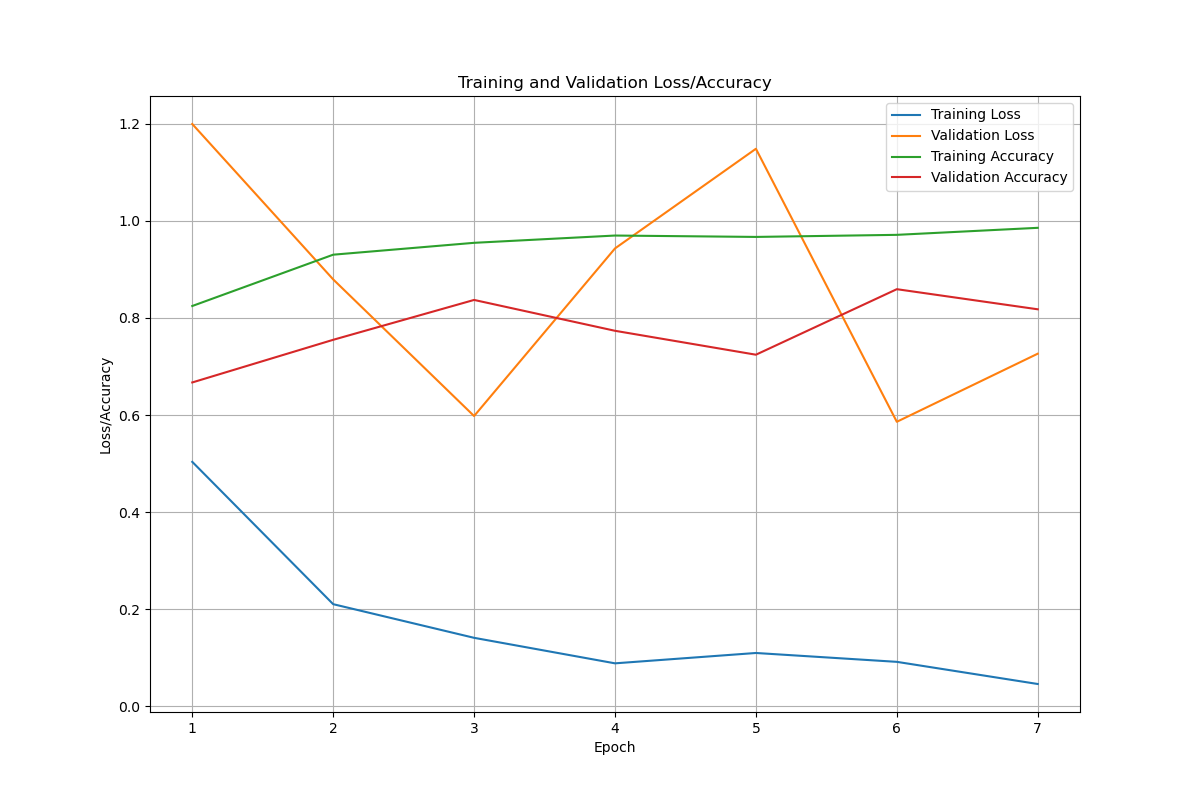 Training and Validation Loss/Accuracy
Training Loss
Validation Loss
Training Accuracy
Validation Accuracy
1.2
1.0
0.8
0.6
0.4
0.2
0.0
Loss/Accuracy
1 2 3 4 5 6 7
Epoch